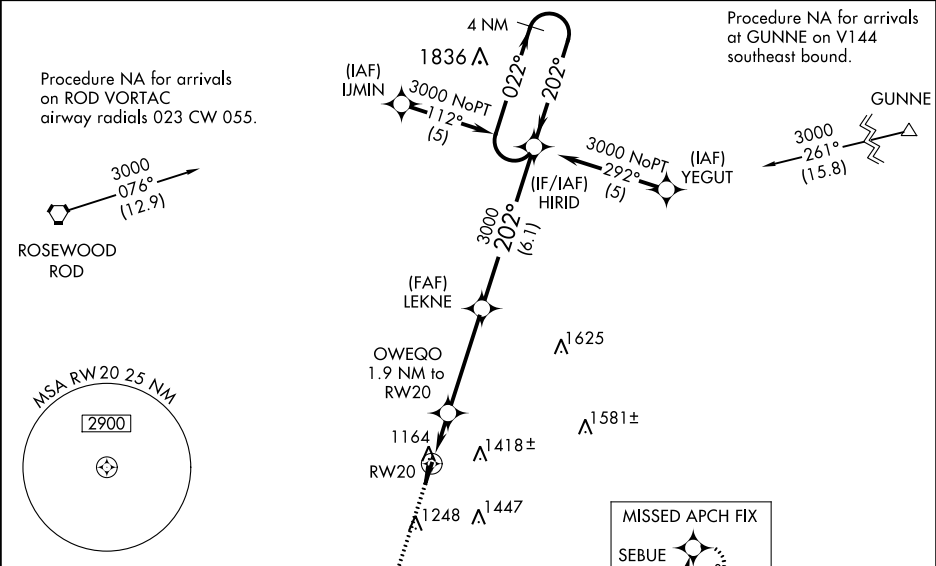 Procedure NA for arrivals
at GUNNE on V144
southeast bound.
4 NM
1836
022°
202°
Procedure NA for arrivals
on ROD VORTAC
airway radials 023 CW 055.
(IAF)
IJMIN
3000 NoPT
112°
(5)
GUNNE
3000
261°
(15.8)
3000 NoPT
292°
(5)
(IAF)
YEGUT
(IF/IAF)
HIRID
3000
076°
(12.9)
ROSEWOOD
ROD
3000
202°
(6.1)
(FAF)
LEKNE
OWEQO
1.9 NM to
RW20
1625
MSA RW20 25 NM
2900
1581±
1164
1418±
RW20
1248
1447
MISSED APCH FIX
SEBUE